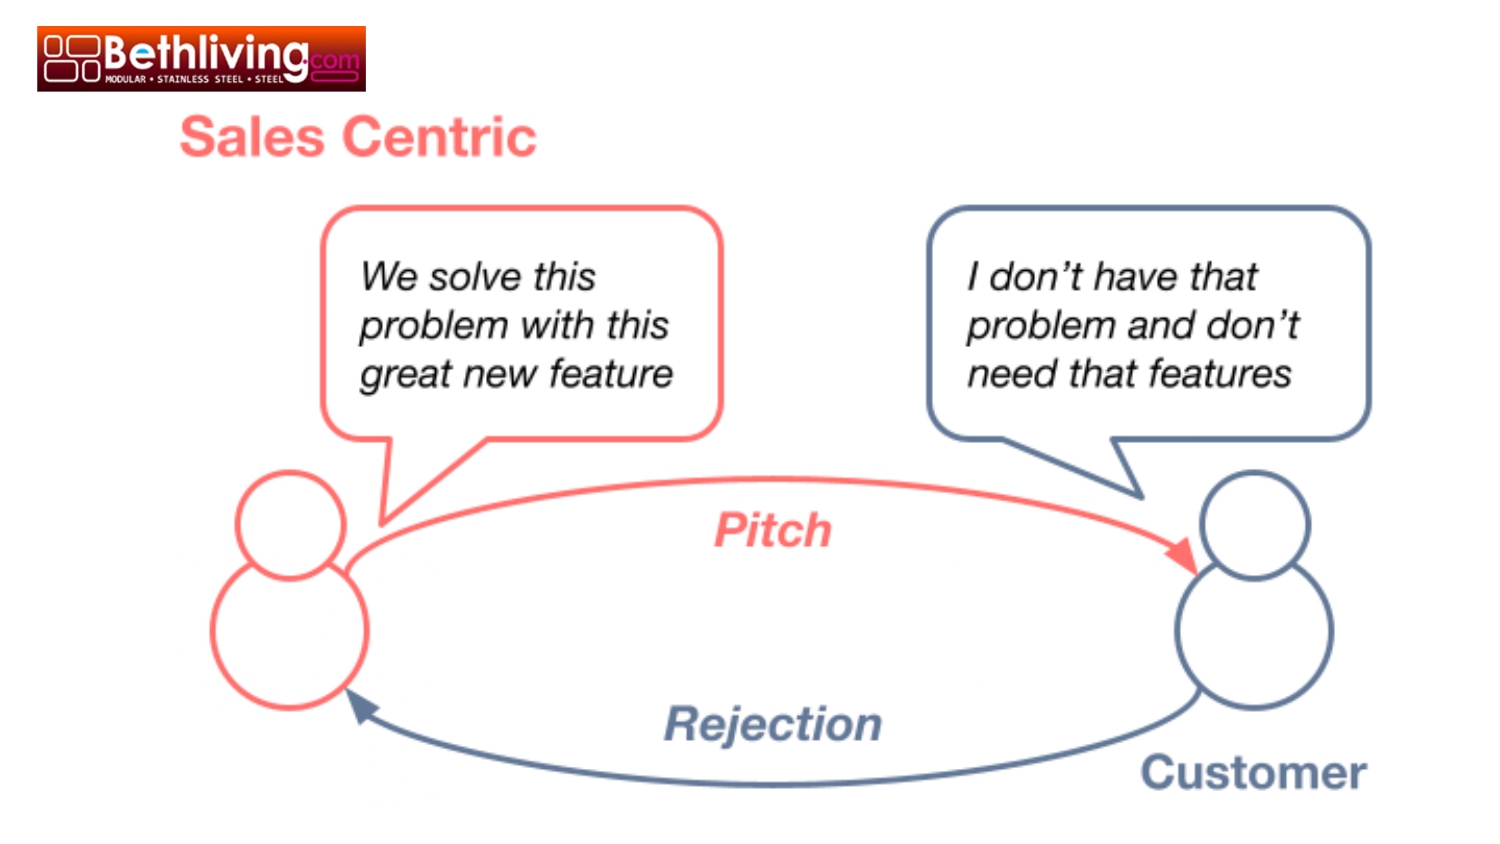 Bethliving.com
MODULAR • STAINLESS STEEL • STEEL
Sales Centric
We solve this
problem with this
great new feature
I don't have that
problem and don't
need that features
Pitch
Rejection
Customer